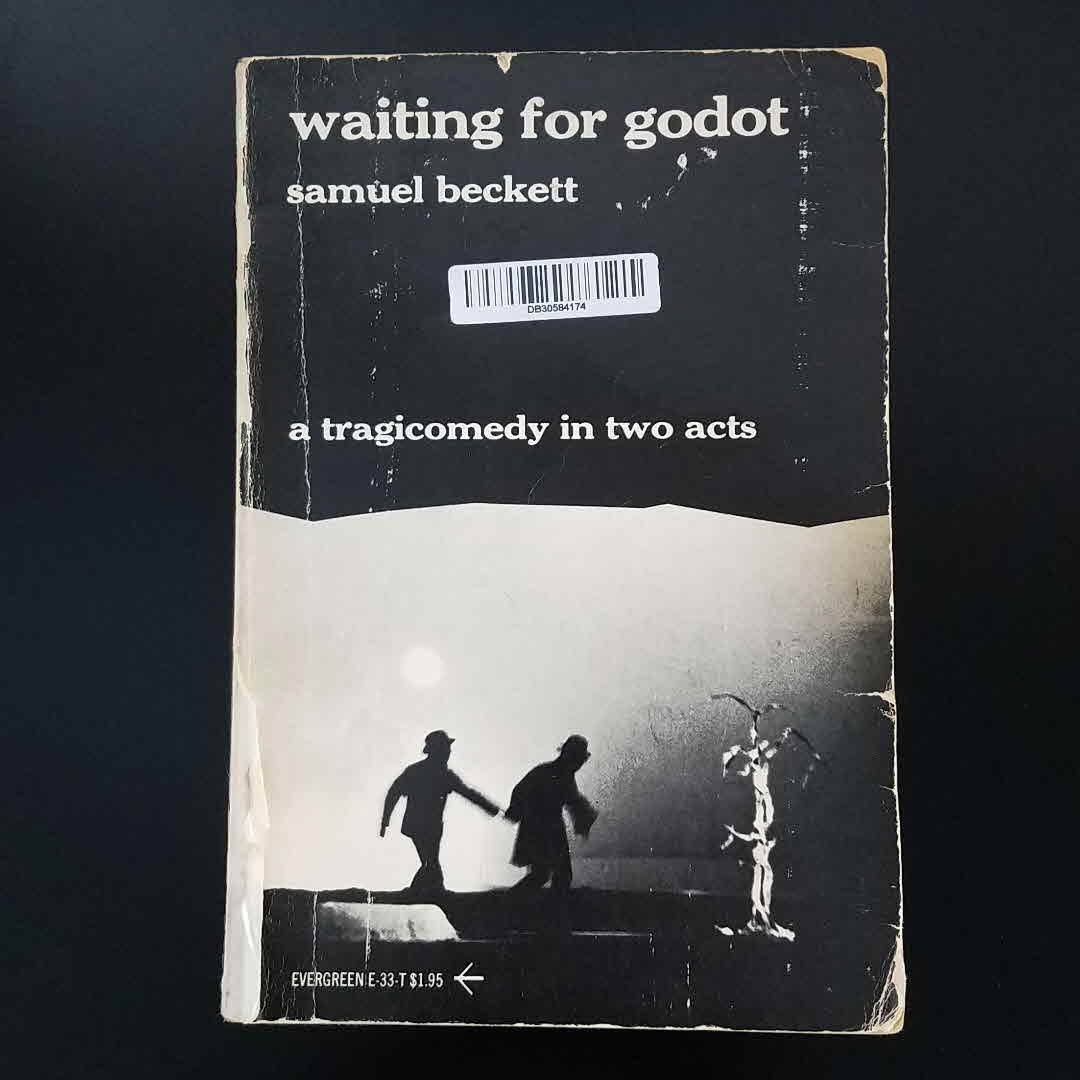 waiting for godot
samuel beckett
DB30584174
a tragicomedy in two acts
EVERGREEN E-33-T $1.95